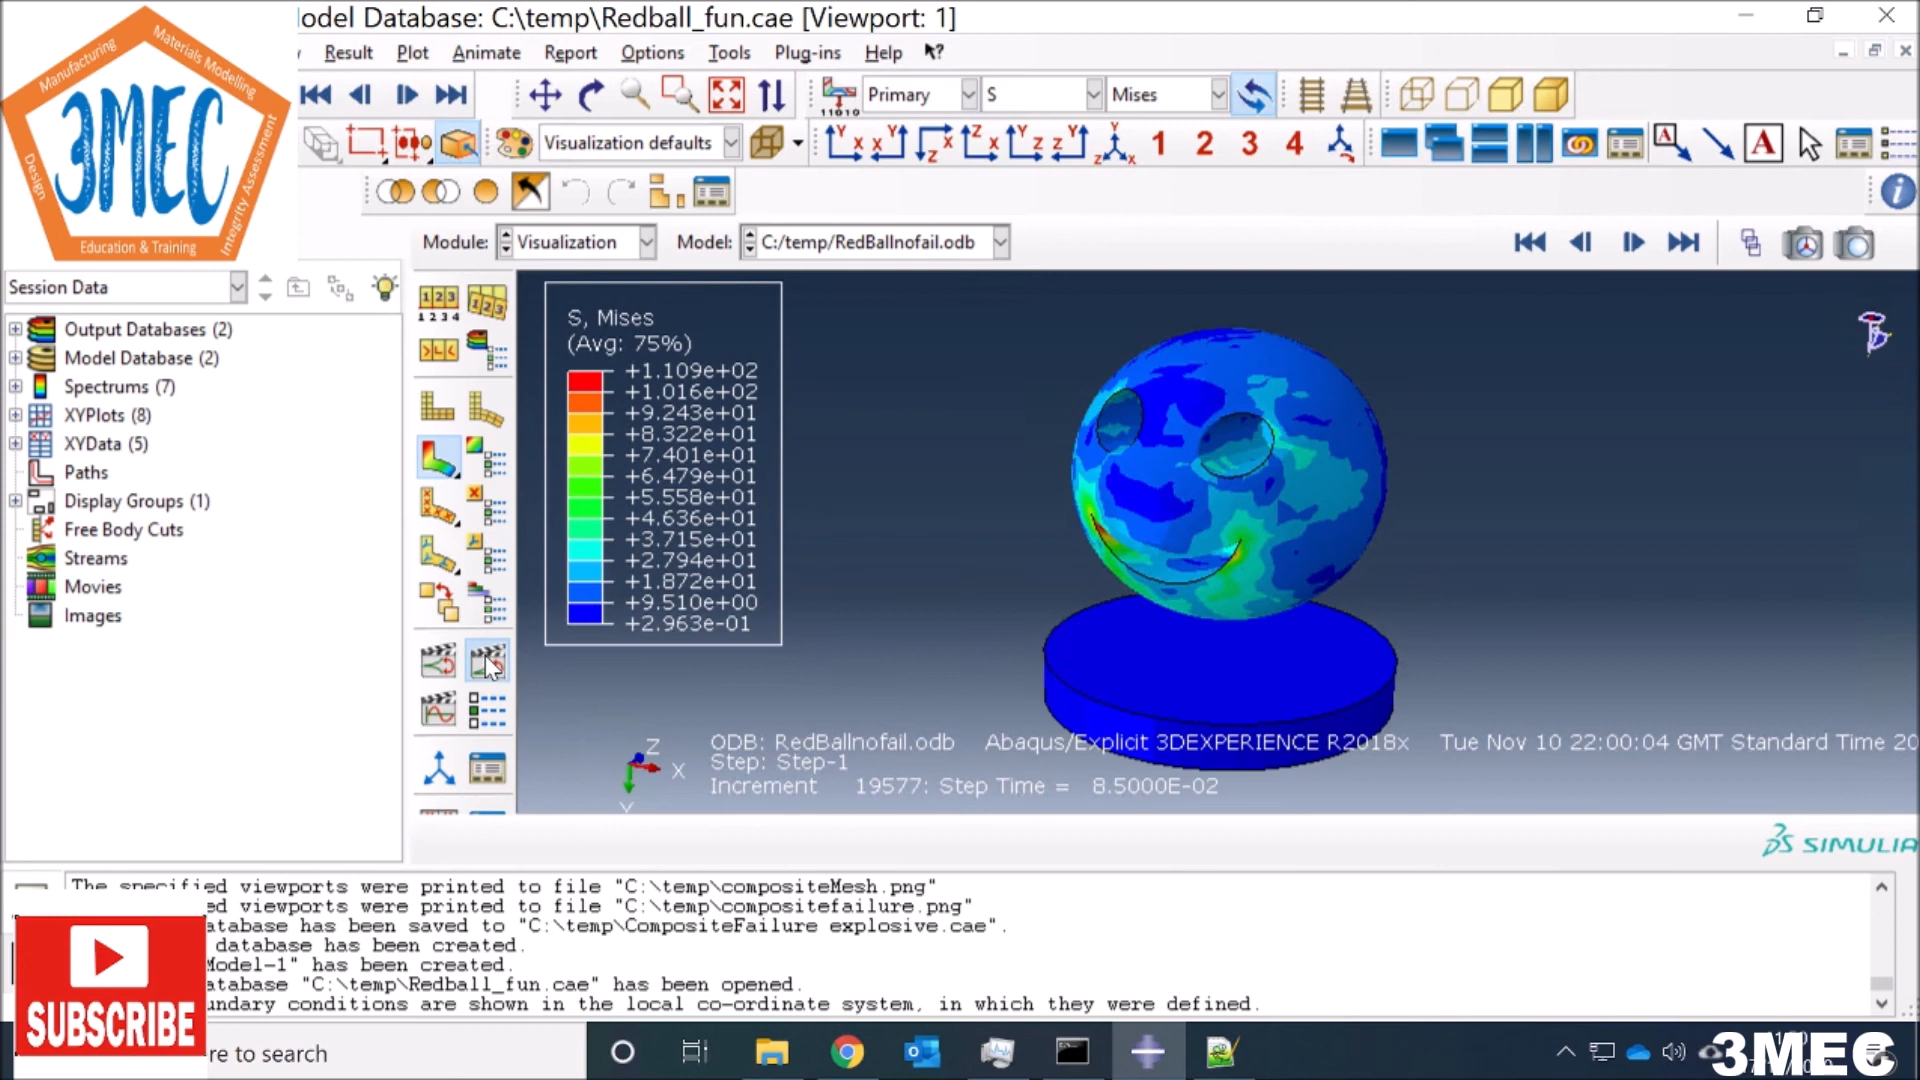 Model Database: C:\temp\Redball_fun.cae [Viewport: 1]
Result Plot Animate Report Options Tools Plug-ins Help
Manufacturing
Materials Modelling
3MEC
Design
Integrity Assessment
Education & Training
Primary S Mises
11010
Visualization defaults
1 2 3 4
Module: Visualization Model: C:/temp/RedBallnofail.odb
Session Data
Output Databases (2)
Model Database (2)
Spectrums (7)
XYPlots (8)
XYData (5)
Paths
Display Groups (1)
Free Body Cuts
Streams
Movies
Images
S, Mises
(Avg: 75%)
+1.109e+02
+1.016e+02
+9.243e+01
+8.322e+01
+7.401e+01
+6.479e+01
+5.558e+01
+4.636e+01
+3.715e+01
+2.794e+01
+1.872e+01
+9.510e+00
+2.963e-01
Z
X
Y
ODB: RedBallnofail.odb Abaqus/Explicit 3DEXPERIENCE R2018x Tue Nov 10 22:00:04 GMT Standard Time 20
Step: Step-1
Increment 19577: Step Time = 8.5000E-02
SIMULIA
The specified viewports were printed to file "C:\temp\compositeMesh.png"
ed viewports were printed to file "C:\temp\compositefailure.png"
atabase has been saved to "C:\temp\CompositeFailure explosive.cae".
database has been created.
Model-1" has been created.
atabase "C:\temp\Redball_fun.cae" has been opened.
undary conditions are shown in the local co-ordinate system, in which they were defined.
SUBSCRIBE
re to search
3MEC